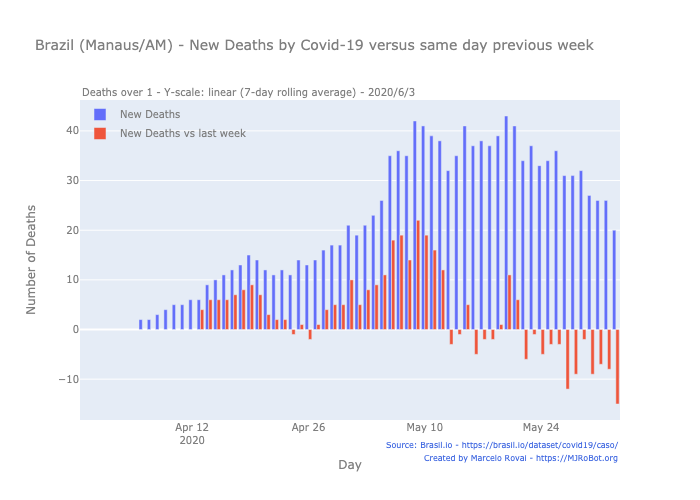 Brazil (Manaus/AM) - New Deaths by Covid-19 versus same day previous week
Deaths over 1 - Y-scale: linear (7-day rolling average) - 2020/6/3
New Deaths
New Deaths vs last week
40
30
20
10
0
−10
Number of Deaths
Apr 12
2020
Apr 26
May 10
May 24
Day
Source: Brasil.io - https://brasil.io/dataset/covid19/caso/
Created by Marcelo Rovai - https://MJRoBot.org